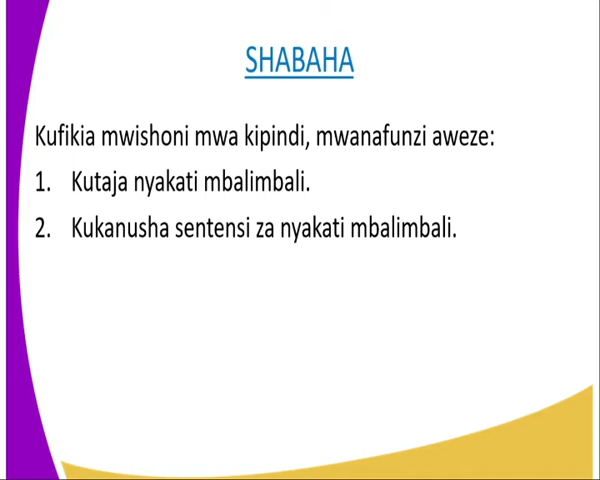 SHABAHA
Kufikia mwishoni mwa kipindi, mwanafunzi aweze:
1. Kutaja nyakati mbalimbali.
2. Kukanusha sentensi za nyakati mbalimbali.